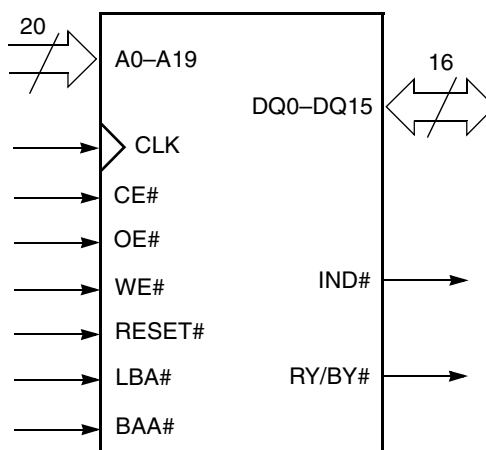 20
A0–A19
16
DQ0–DQ15
CLK
CE#
OE#
WE#
IND#
RESET#
LBA#
RY/BY#
BAA#